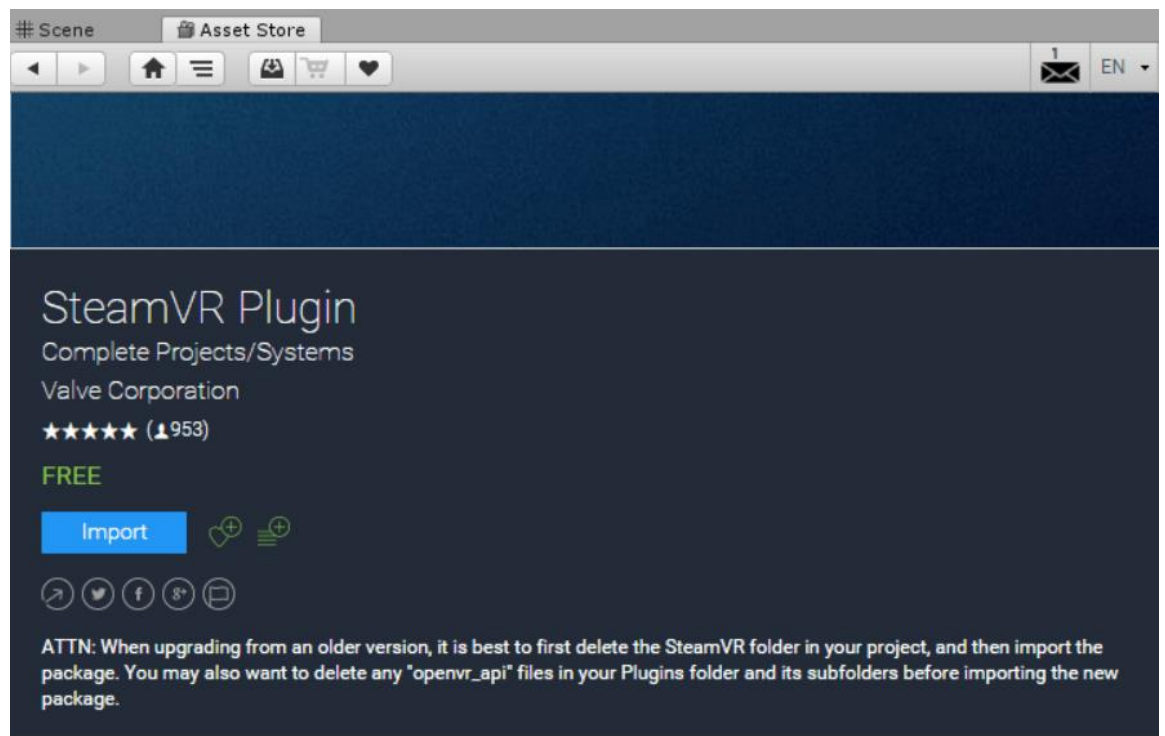 Scene
Asset Store
1
EN
SteamVR Plugin
Complete Projects/Systems
Valve Corporation
★★★★★ (953)
FREE
Import
ATTN: When upgrading from an older version, it is best to first delete the SteamVR folder in your project, and then import the
package. You may also want to delete any "openvr_api" files in your Plugins folder and its subfolders before importing the new
package.